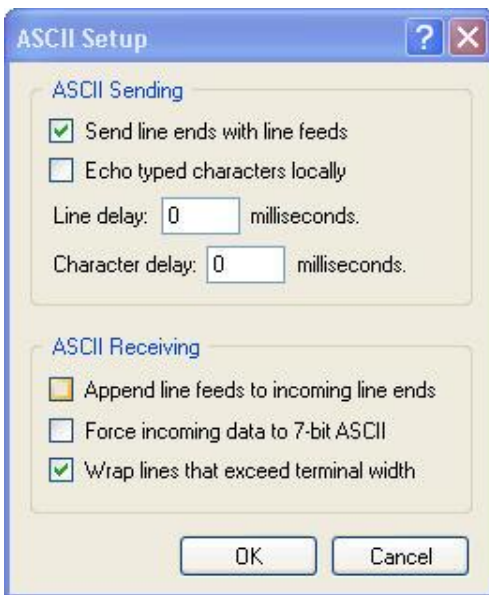 ASCII Setup
?
ASCII Sending
Send line ends with line feeds
Echo typed characters locally
Line delay: 0 milliseconds.
Character delay: 0 milliseconds.
ASCII Receiving
Append line feeds to incoming line ends
Force incoming data to 7-bit ASCII
Wrap lines that exceed terminal width
OK Cancel